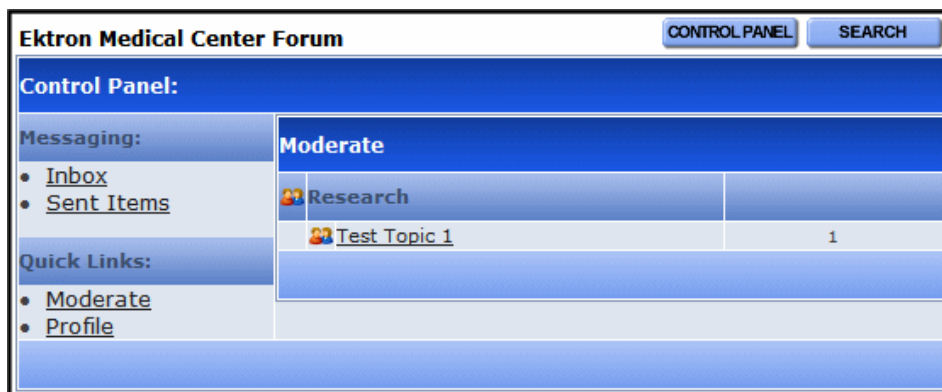 Ektron Medical Center Forum
CONTROL PANEL
SEARCH
Control Panel:
Messaging:
Inbox
Sent Items
Quick Links:
Moderate
Profile
Moderate
Research
Test Topic 1 1